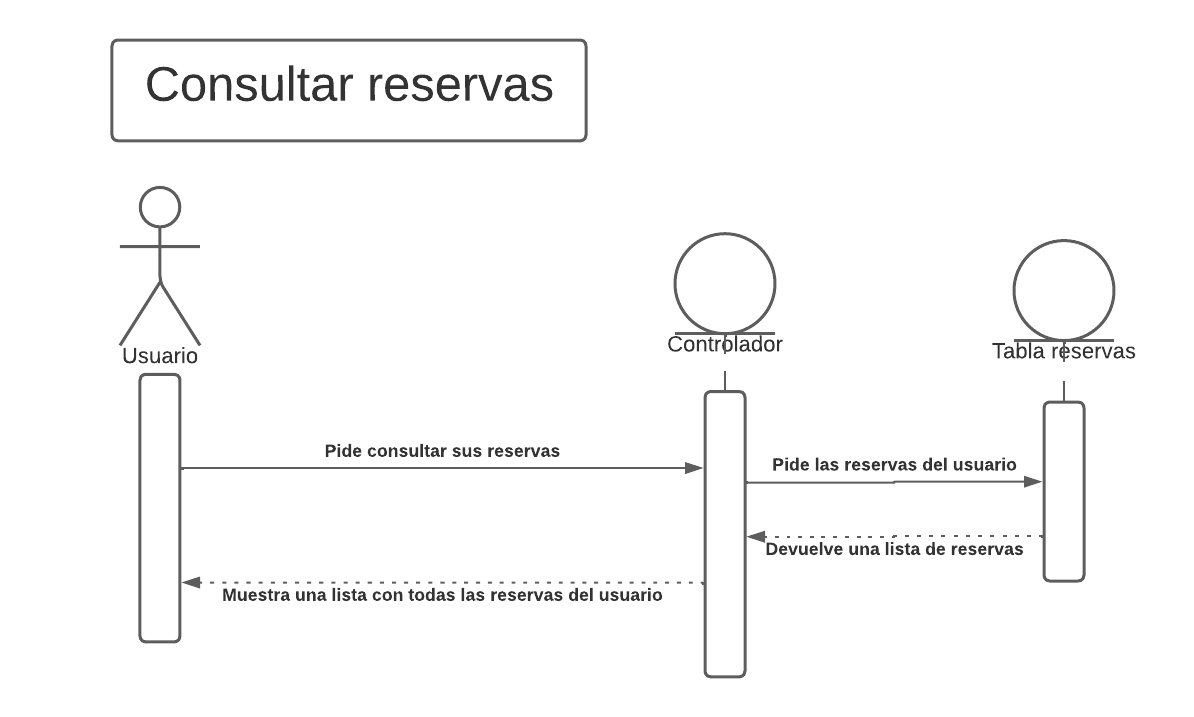 Consultar reservas
Usuario
Controlador
Tabla reservas
Pide consultar sus reservas
Pide las reservas del usuario
Devuelve una lista de reservas
Muestra una lista con todas las reservas del usuario